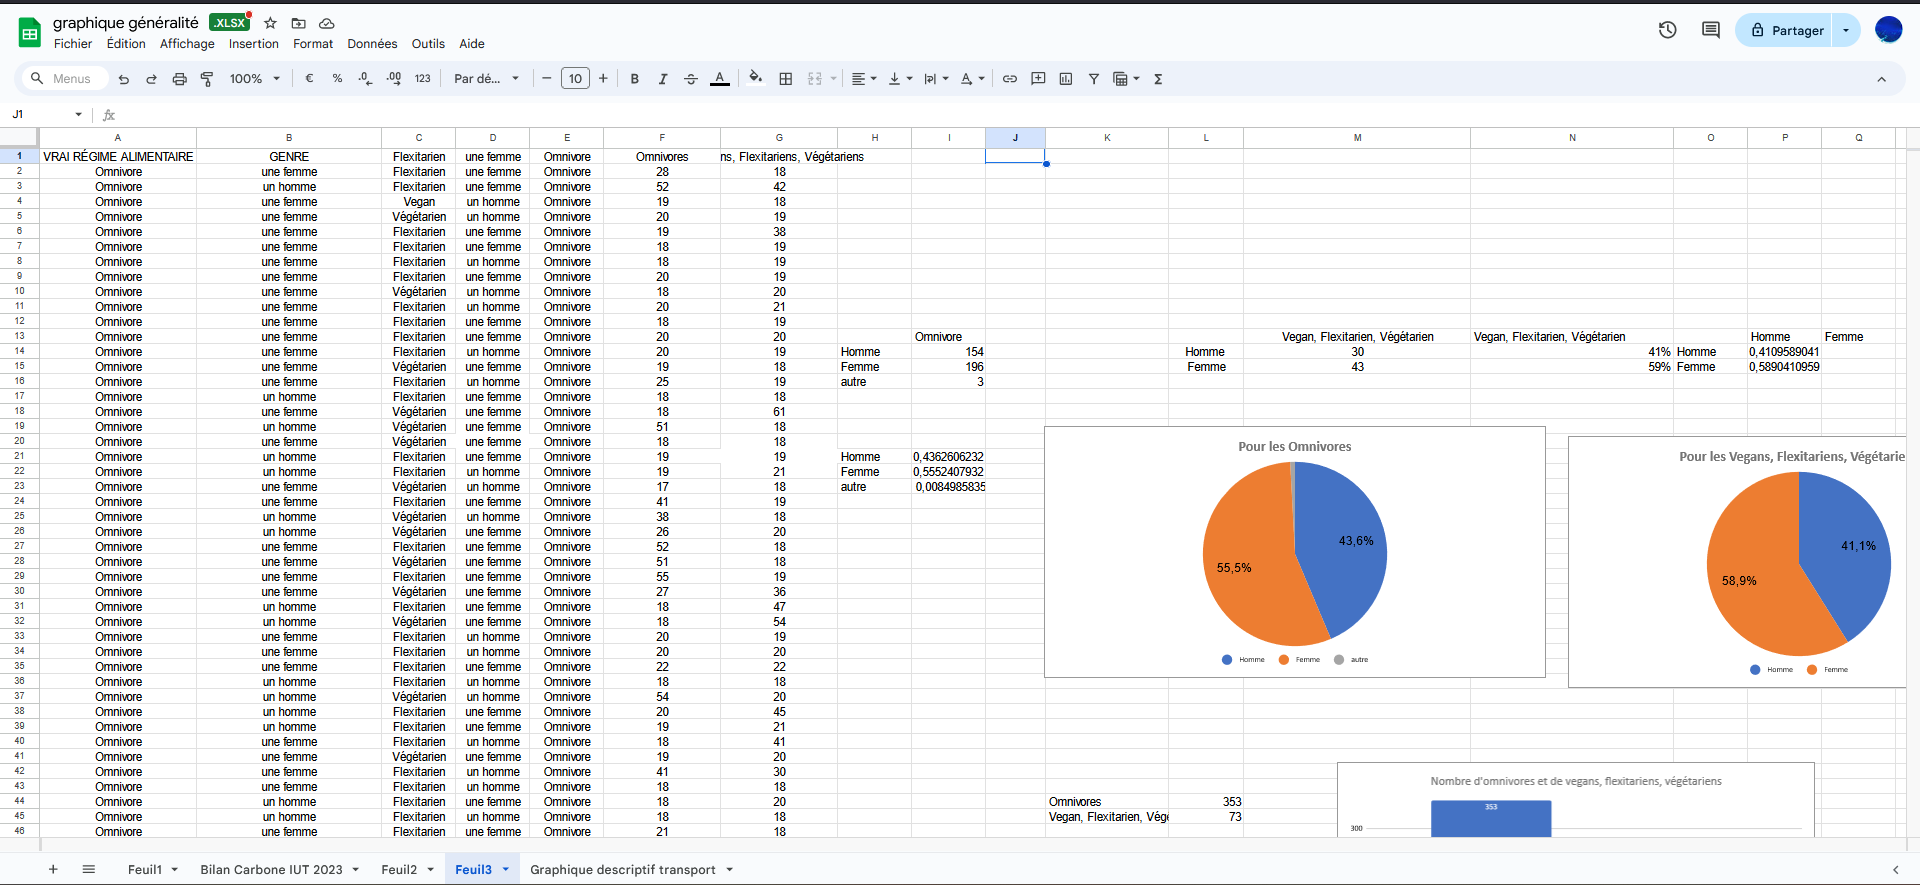 graphique généralité .XLSX
Fichier Édition Affichage Insertion Format Données Outils Aide
Partager
Menus 100% € % .0 .00 123 Par dé... 10 B I S A
J1 fx
A B C D E F G H I J K L M N O P Q
1 VRAI RÉGIME ALIMENTAIRE GENRE Flexitarien une femme Omnivore Omnivores ns, Flexitariens, Végétariens
2 Omnivore une femme Flexitarien une femme Omnivore 28 18
3 Omnivore un homme Flexitarien une femme Omnivore 52 42
4 Omnivore une femme Vegan un homme Omnivore 19 18
5 Omnivore une femme Végétarien un homme Omnivore 20 19
6 Omnivore une femme Flexitarien une femme Omnivore 19 38
7 Omnivore une femme Flexitarien une femme Omnivore 18 19
8 Omnivore une femme Flexitarien un homme Omnivore 18 19
9 Omnivore une femme Flexitarien une femme Omnivore 20 19
10 Omnivore une femme Végétarien un homme Omnivore 18 20
11 Omnivore une femme Flexitarien un homme Omnivore 20 21
12 Omnivore une femme Flexitarien une femme Omnivore 18 19
13 Omnivore une femme Flexitarien une femme Omnivore 20 20 Omnivore Vegan, Flexitarien, Végétarien Vegan, Flexitarien, Végétarien Homme Femme
14 Omnivore une femme Flexitarien un homme Omnivore 20 19 Homme 154 Homme 30 41% Homme 0,4109589041
15 Omnivore une femme Végétarien une femme Omnivore 19 18 Femme 196 Femme 43 59% Femme 0,5890410959
16 Omnivore une femme Flexitarien un homme Omnivore 25 19 autre 3
17 Omnivore un homme Flexitarien une femme Omnivore 18 18
18 Omnivore une femme Végétarien une femme Omnivore 18 61
19 Omnivore un homme Végétarien une femme Omnivore 51 18
20 Omnivore une femme Végétarien une femme Omnivore 18 18
21 Omnivore un homme Flexitarien une femme Omnivore 19 19 Homme 0,4362606232
22 Omnivore un homme Flexitarien un homme Omnivore 19 21 Femme 0,5552407932
23 Omnivore une femme Végétarien un homme Omnivore 17 18 autre 0,0084985835
24 Omnivore une femme Flexitarien une femme Omnivore 41 19
25 Omnivore un homme Végétarien un homme Omnivore 38 18
26 Omnivore un homme Végétarien une femme Omnivore 26 20
27 Omnivore une femme Flexitarien une femme Omnivore 52 18
28 Omnivore une femme Végétarien une femme Omnivore 51 18
29 Omnivore une femme Flexitarien une femme Omnivore 55 19
30 Omnivore une femme Végétarien une femme Omnivore 27 36
31 Omnivore un homme Flexitarien une femme Omnivore 18 47
32 Omnivore un homme Végétarien une femme Omnivore 18 54
33 Omnivore une femme Flexitarien un homme Omnivore 20 19
34 Omnivore un homme Flexitarien un homme Omnivore 20 20
35 Omnivore une femme Flexitarien une femme Omnivore 22 22
36 Omnivore un homme Flexitarien un homme Omnivore 18 18
37 Omnivore un homme Végétarien un homme Omnivore 54 20
38 Omnivore un homme Flexitarien une femme Omnivore 20 45
39 Omnivore un homme Flexitarien une femme Omnivore 19 21
40 Omnivore une femme Flexitarien un homme Omnivore 18 41
41 Omnivore une femme Végétarien une femme Omnivore 19 20
42 Omnivore une femme Flexitarien un homme Omnivore 41 30
43 Omnivore une femme Flexitarien un homme Omnivore 18 18
44 Omnivore un homme Flexitarien une femme Omnivore 18 20 Omnivores 353
45 Omnivore un homme Flexitarien un homme Omnivore 18 18 Vegan, Flexitarien, Végé 73
46 Omnivore une femme Flexitarien une femme Omnivore 21 18
Pour les Omnivores
43,6%
55,5%
Homme Femme autre
Pour les Vegans, Flexitariens, Végétarie
41,1%
58,9%
Homme Femme
Nombre d'omnivores et de vegans, flexitariens, végétariens
353
300
Feuil1 Bilan Carbone IUT 2023 Feuil2 Feuil3 Graphique descriptif transport